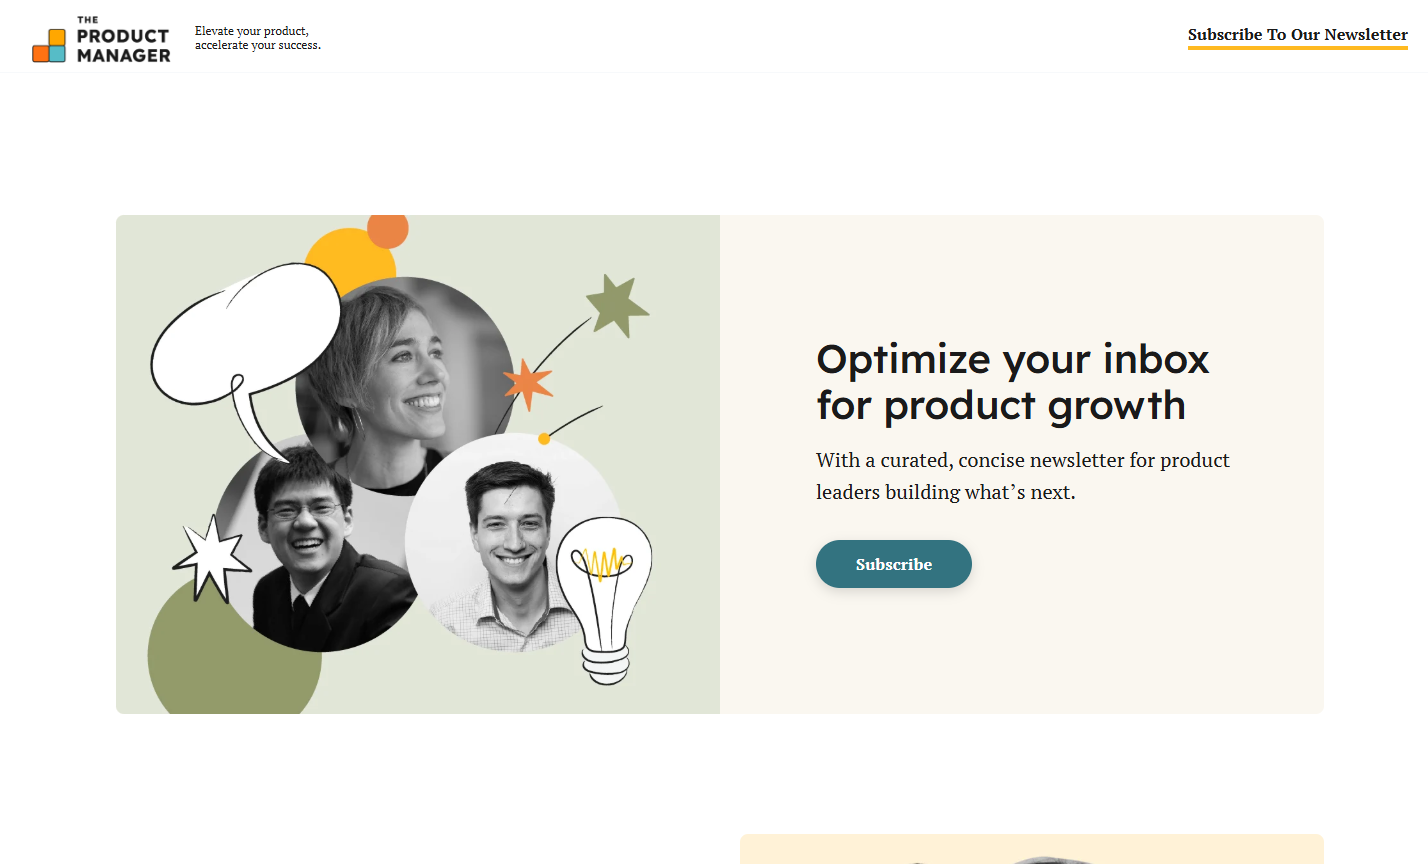 THE
PRODUCT
MANAGER
Elevate your product,
accelerate your success.
Subscribe To Our Newsletter
Optimize your inbox
for product growth
With a curated, concise newsletter for product
leaders building what’s next.
Subscribe